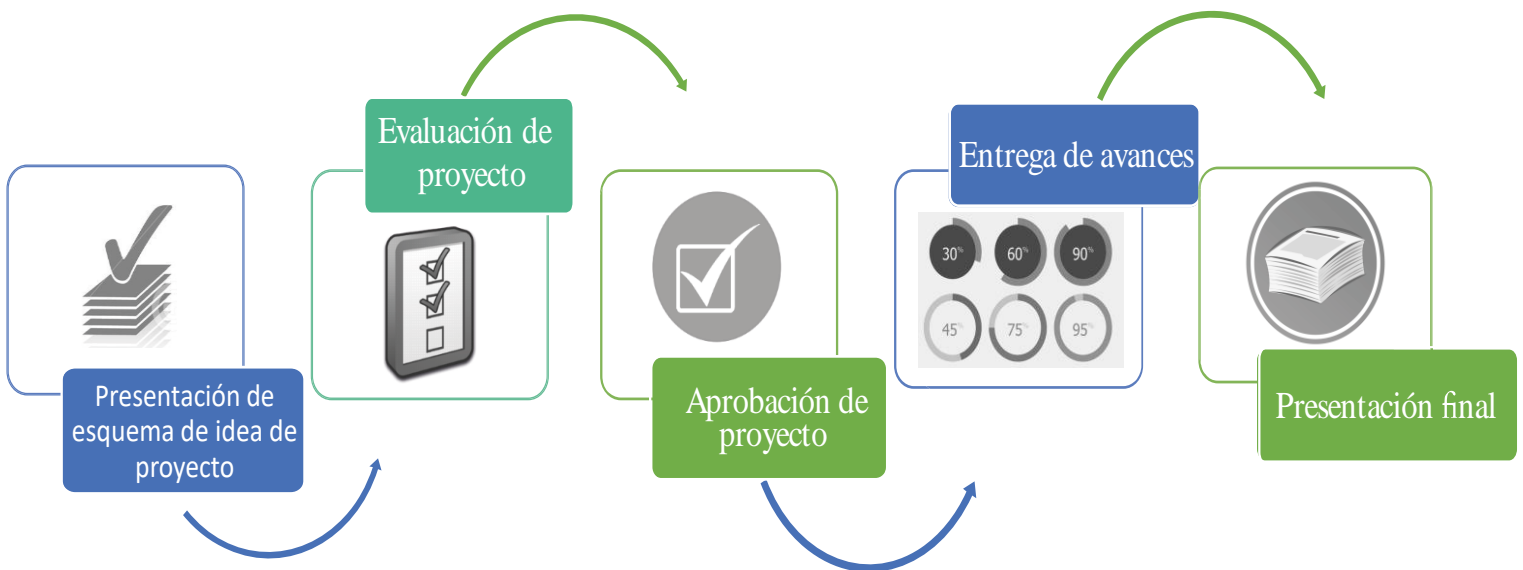 Presentación de
esquema de idea de
proyecto
Evaluación de
proyecto
Aprobación de
proyecto
Entrega de avances
30%
60%
90%
45%
75%
95%
Presentación final